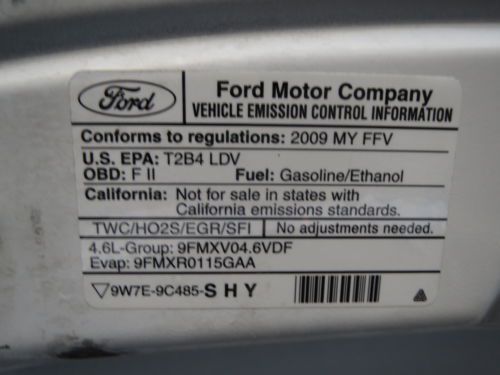 Ford
Ford Motor Company
VEHICLE EMISSION CONTROL INFORMATION
Conforms to regulations: 2009 MY FFV
U.S. EPA: T2B4 LDV
OBD: F II Fuel: Gasoline/Ethanol
California: Not for sale in states with
California emissions standards.
TWC/HO2S/EGR/SFI No adjustments needed.
4.6L-Group: 9FMXV04.6VDF
Evap: 9FMXR0115GAA
9W7E-9C485-SHY